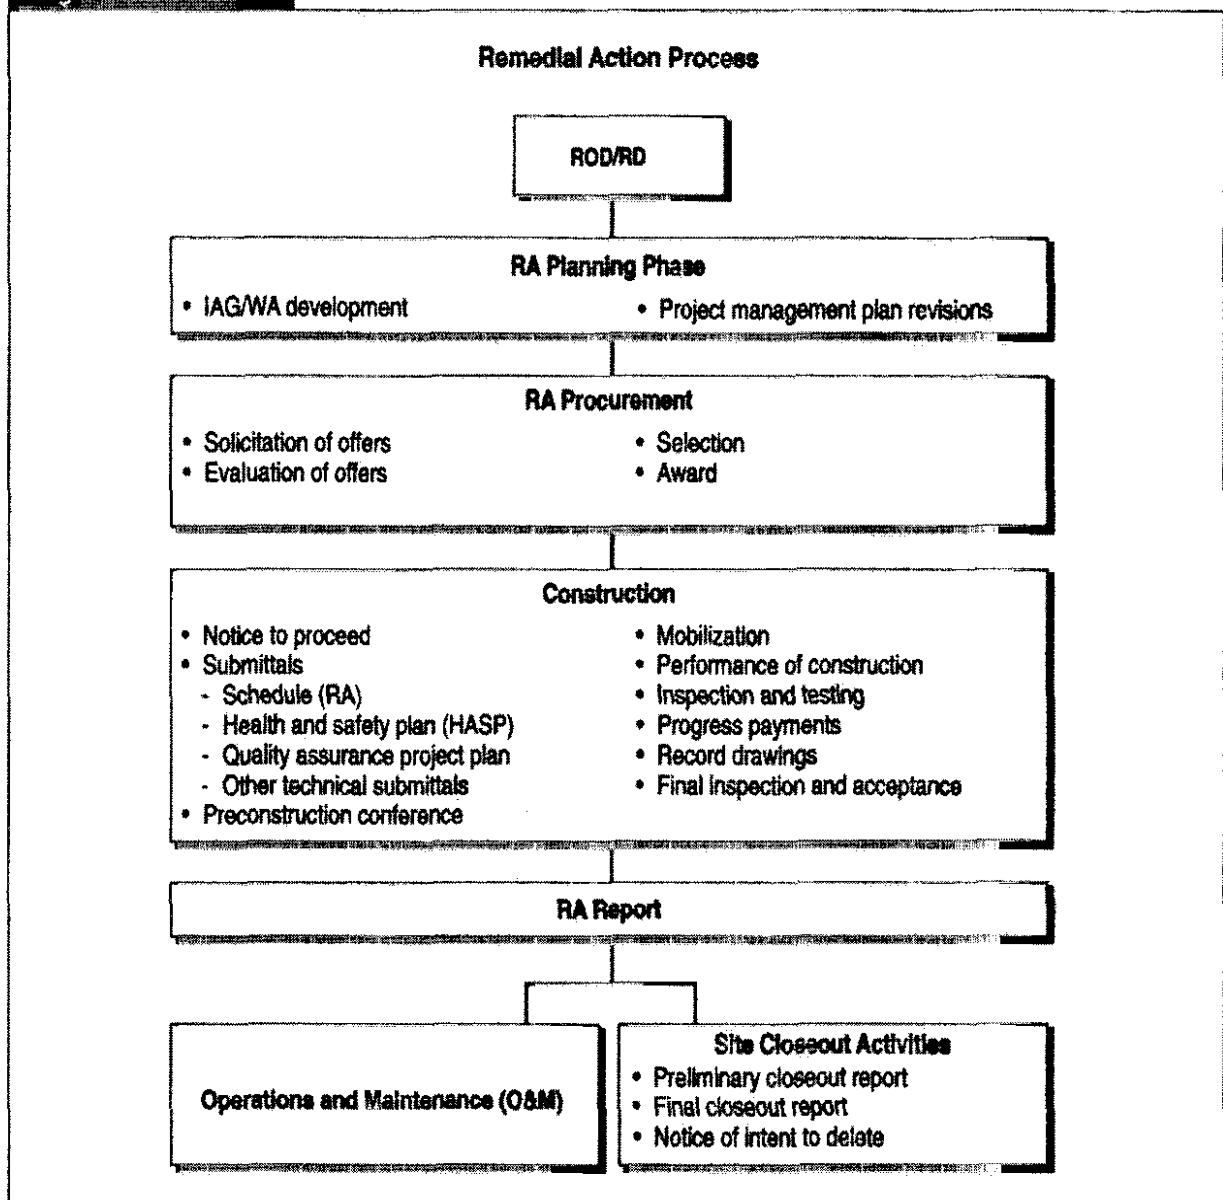 Remedial Action Process
ROD/RD
RA Planning Phase
• IAG/WA development
• Project management plan revisions
RA Procurement
• Solicitation of offers
• Evaluation of offers
• Selection
• Award
Construction
• Notice to proceed
• Submittals
- Schedule (RA)
- Health and safety plan (HASP)
- Quality assurance project plan
- Other technical submittals
• Preconstruction conference
• Mobilization
• Performance of construction
• Inspection and testing
• Progress payments
• Record drawings
• Final inspection and acceptance
RA Report
Operations and Maintenance (O&M)
Site Closeout Activities
• Preliminary closeout report
• Final closeout report
• Notice of intent to delete